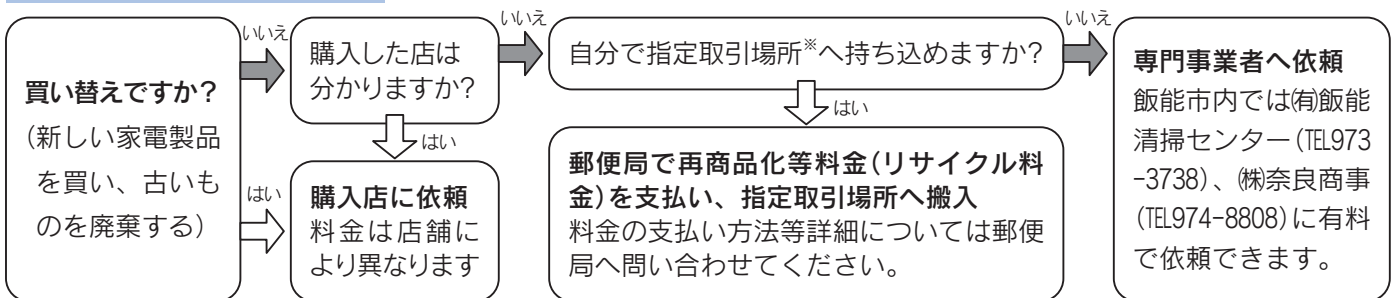 買い替えですか?
(新しい家電製品
を買い、古いも
のを廃棄する)
いいえ
はい
購入した店は
分かりますか?
はい
購入店に依頼
料金は店舗に
より異なります
いいえ
自分で指定取引場所※へ持ち込めますか?
はい
郵便局で再商品化等料金(リサイクル料
金)を支払い、指定取引場所へ搬入
料金の支払い方法等詳細については郵便
局へ問い合わせてください。
いいえ
専門事業者へ依頼
飯能市内では㈲飯能
清掃センター(℡973
-3738)、㈱奈良商事
(℡974-8808)に有料
で依頼できます。